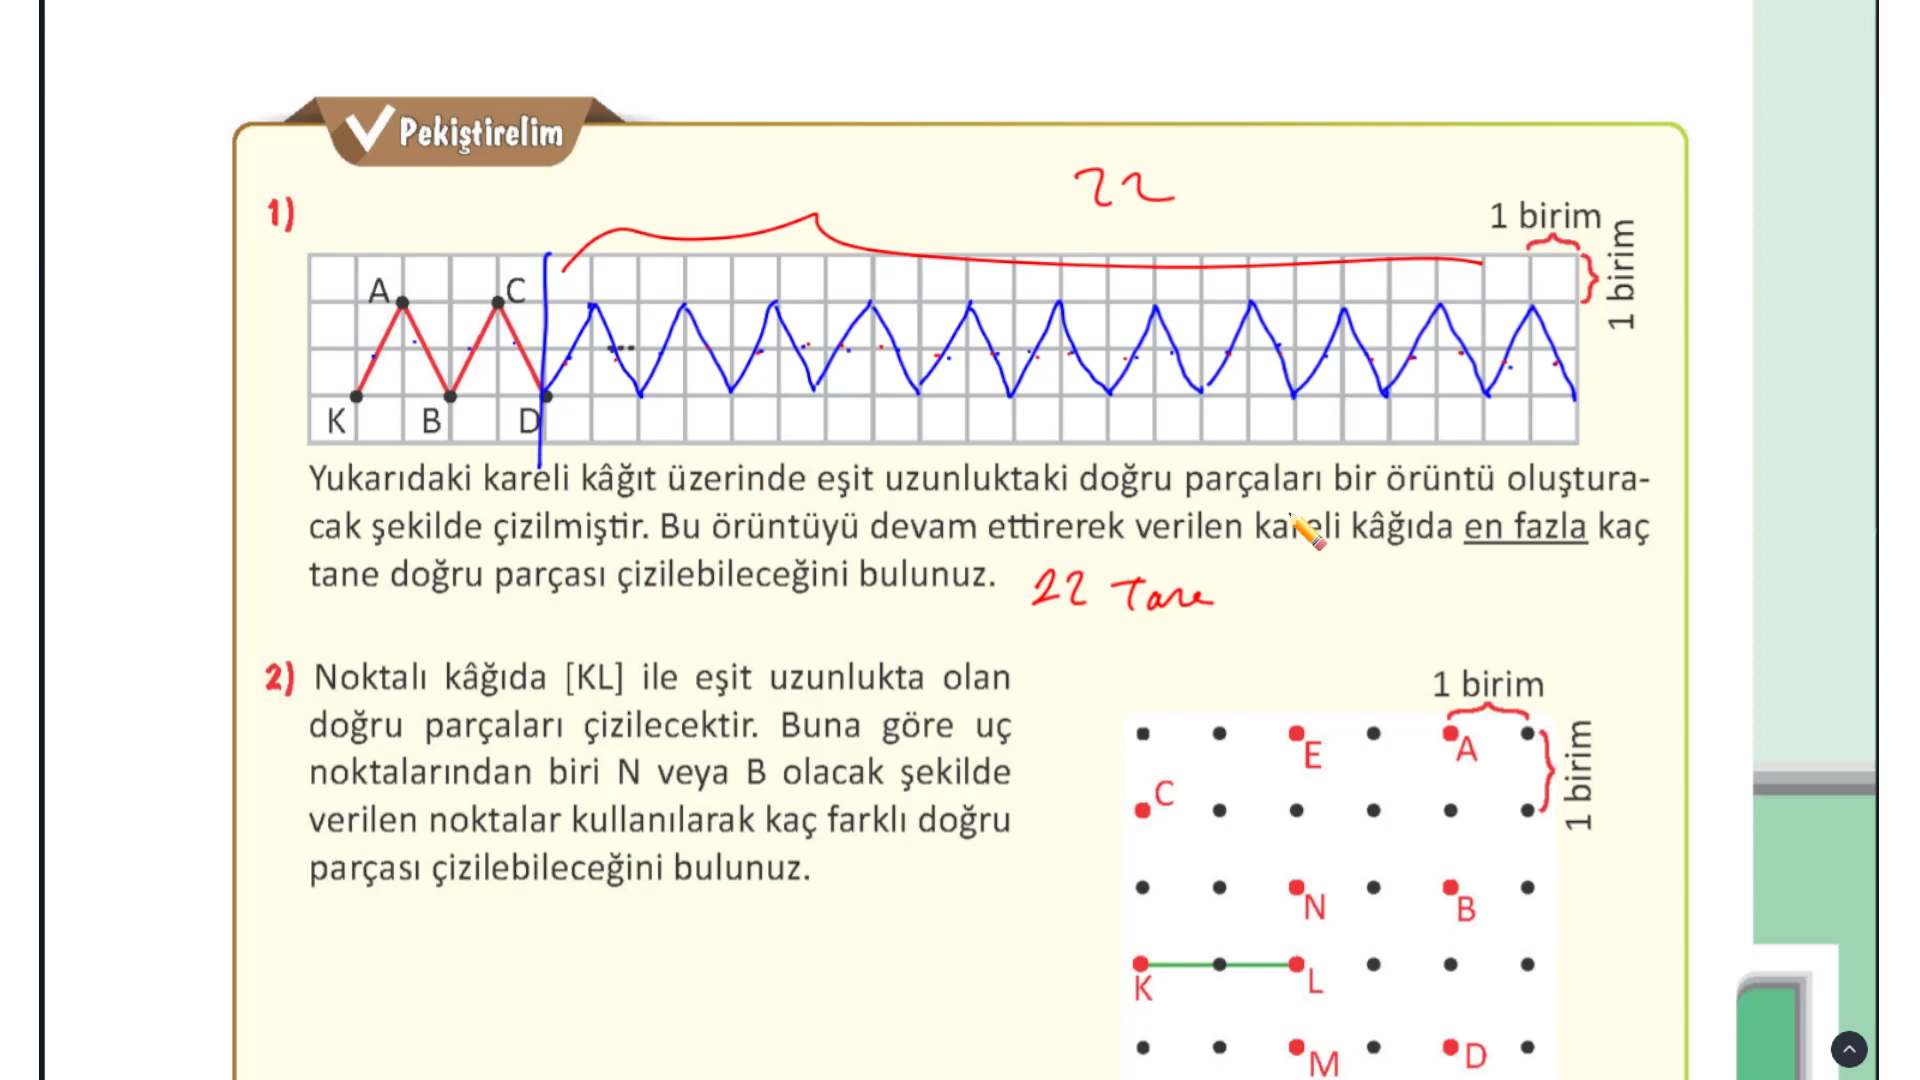 Pekiştirelim
22
1)
1 birim
1 birim
A
C
K
B
D
Yukarıdaki kareli kâğıt üzerinde eşit uzunluktaki doğru parçaları bir örüntü oluştura-
cak şekilde çizilmiştir. Bu örüntüyü devam ettirerek verilen kareli kâğıda en fazla kaç
tane doğru parçası çizilebileceğini bulunuz. 22 Tane
2) Noktalı kâğıda [KL] ile eşit uzunlukta olan
doğru parçaları çizilecektir. Buna göre uç
noktalarından biri N veya B olacak şekilde
verilen noktalar kullanılarak kaç farklı doğru
parçası çizilebileceğini bulunuz.
1 birim
1 birim
E
A
C
N
B
K
L
M
D